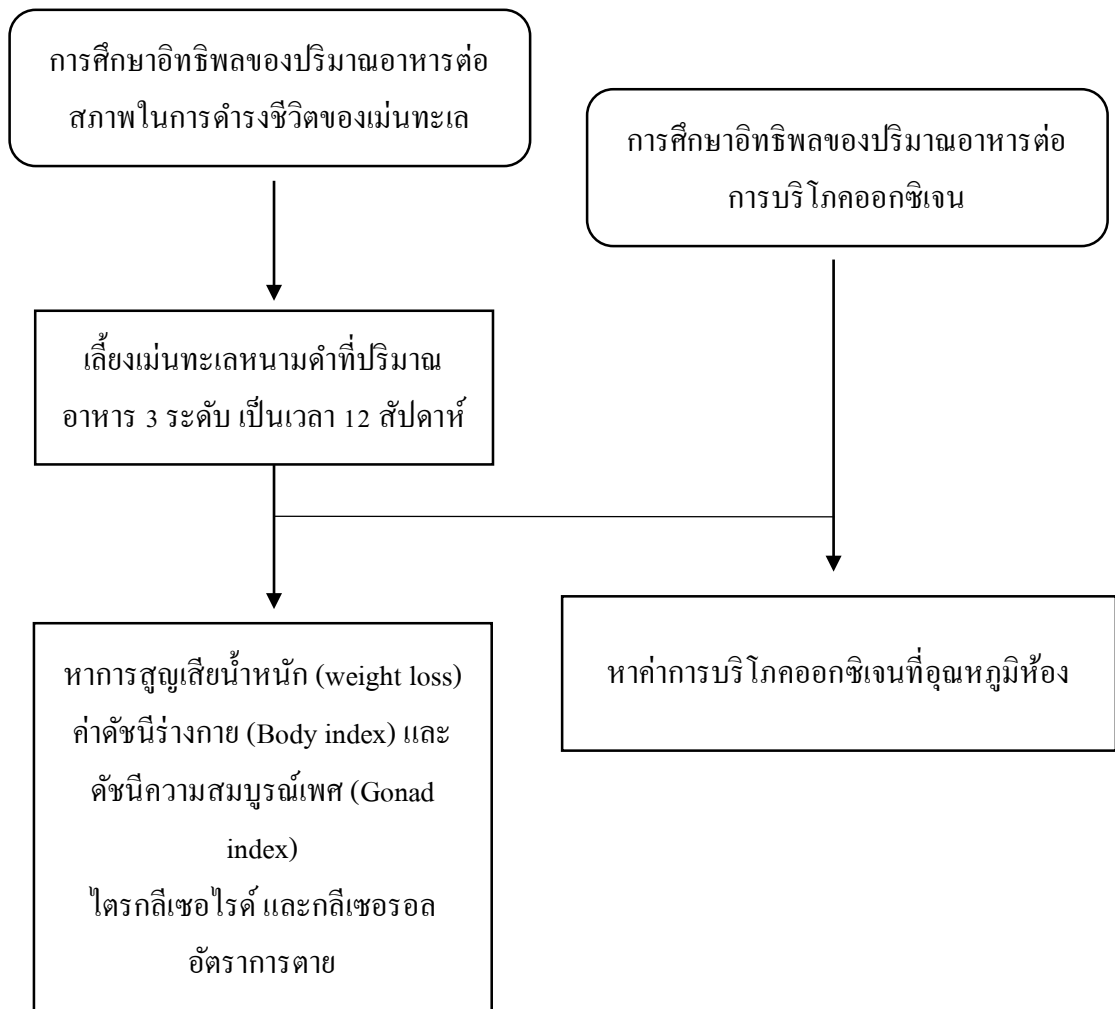 การศึกษาอิทธิพลของปริมาณอาหารต่อ
สภาพในการดำรงชีวิตของเม่นทะเล
การศึกษาอิทธิพลของปริมาณอาหารต่อ
การบริโภคออกซิเจน
เลี้ยงเม่นทะเลหนามดำที่ปริมาณ
อาหาร 3 ระดับ เป็นเวลา 12 สัปดาห์
หาการสูญเสียน้ำหนัก (weight loss)
ค่าดัชนีร่างกาย (Body index) และ
ดัชนีความสมบูรณ์เพศ (Gonad
index)
ไตรกลีเซอไรด์ และกลีเซอรอล
อัตราการตาย
หาค่าการบริโภคออกซิเจนที่อุณหภูมิห้อง